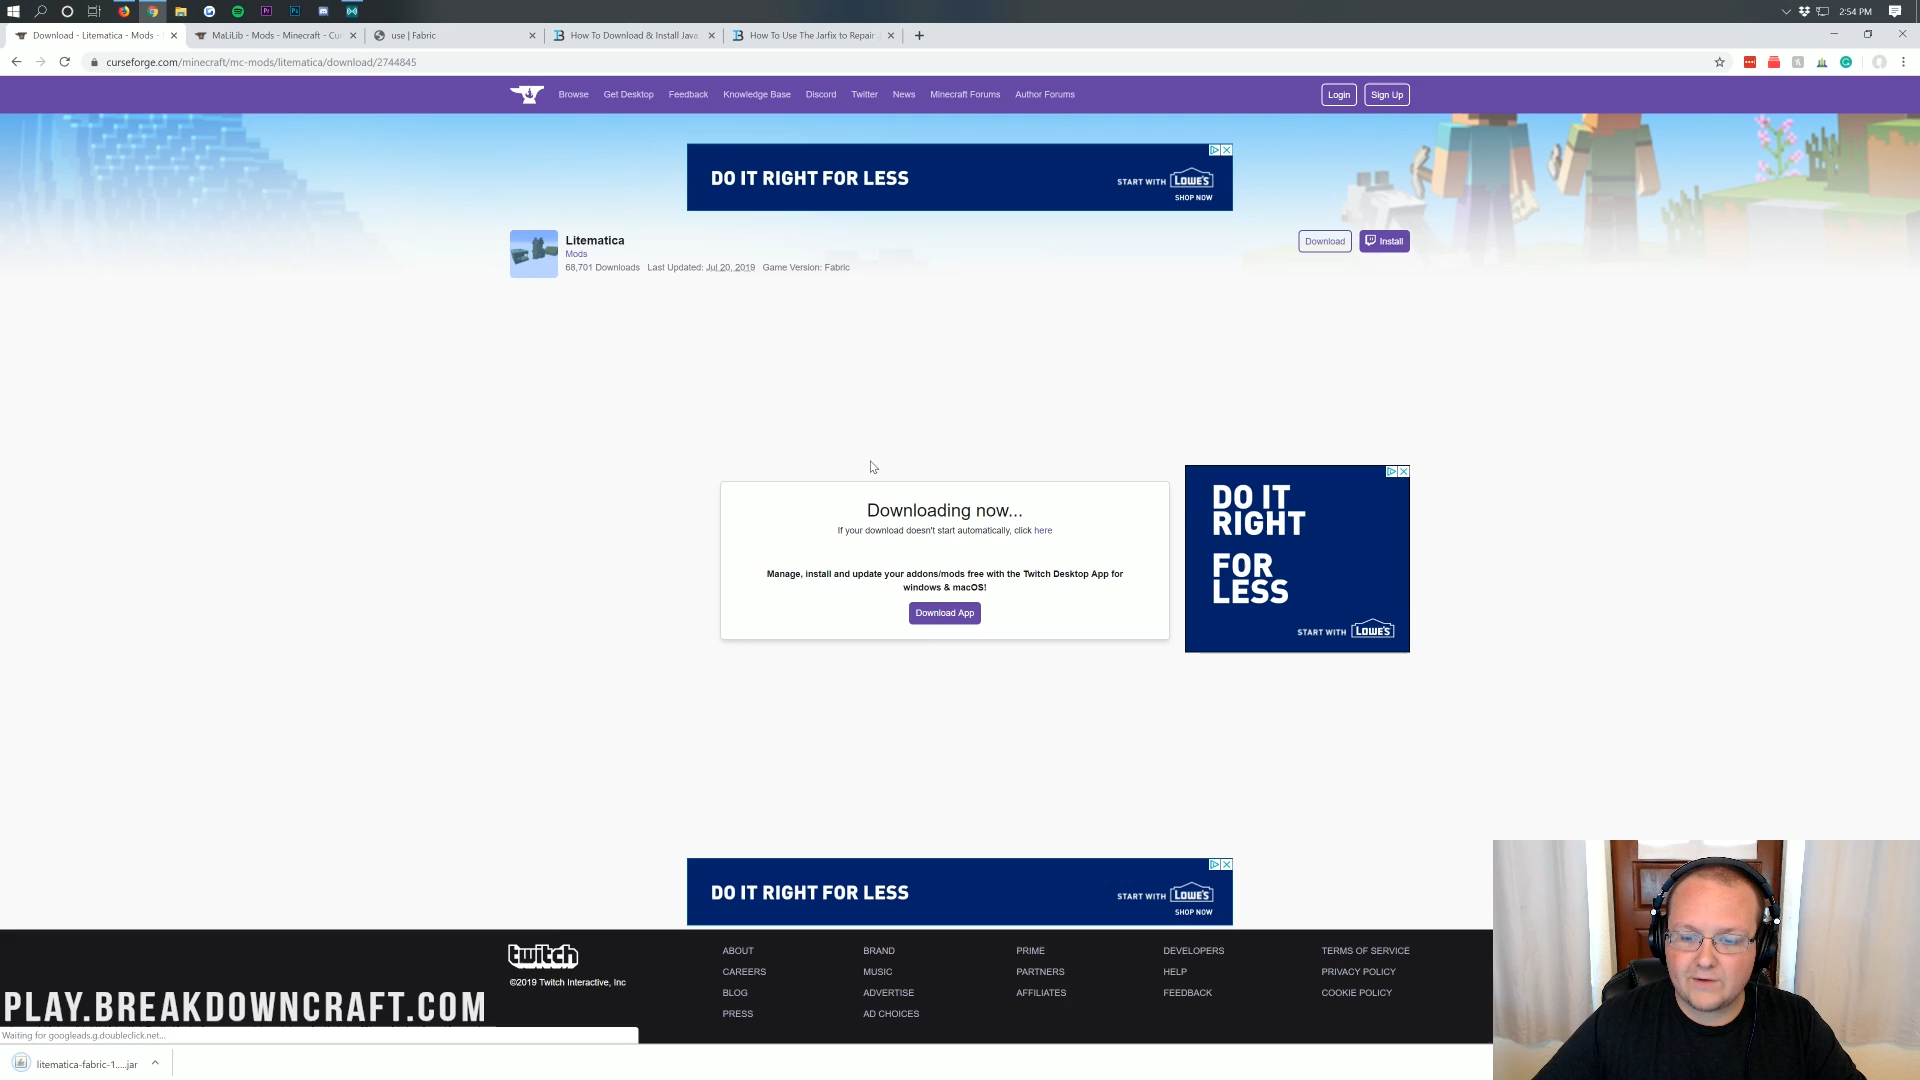 2:54 PM
Download - Litematica - Mods -
MaLiLib - Mods - Minecraft - Cu
use | Fabric
How To Download & Install Java
How To Use The Jarfix to Repair
curseforge.com/minecraft/mc-mods/litematica/download/2744845
Browse Get Desktop Feedback Knowledge Base Discord Twitter News Minecraft Forums Author Forums
Login Sign Up
DO IT RIGHT FOR LESS
START WITH LOWE'S
SHOP NOW
Litematica
Mods
68,701 Downloads Last Updated: Jul 20, 2019 Game Version: Fabric
Download Install
Downloading now...
If your download doesn't start automatically, click here
Manage, install and update your addons/mods free with the Twitch Desktop App for
windows & macOS!
Download App
DO IT
RIGHT
FOR
LESS
START WITH LOWE'S
DO IT RIGHT FOR LESS
START WITH LOWE'S
SHOP NOW
twitch
©2019 Twitch Interactive, Inc
ABOUT BRAND PRIME DEVELOPERS TERMS OF SERVICE
CAREERS MUSIC PARTNERS HELP PRIVACY POLICY
BLOG ADVERTISE AFFILIATES FEEDBACK COOKIE POLICY
PRESS AD CHOICES
PLAY.BREAKDOWNCRAFT.COM
Waiting for googleads.g.doubleclick.net...
litematica-fabric-1.....jar